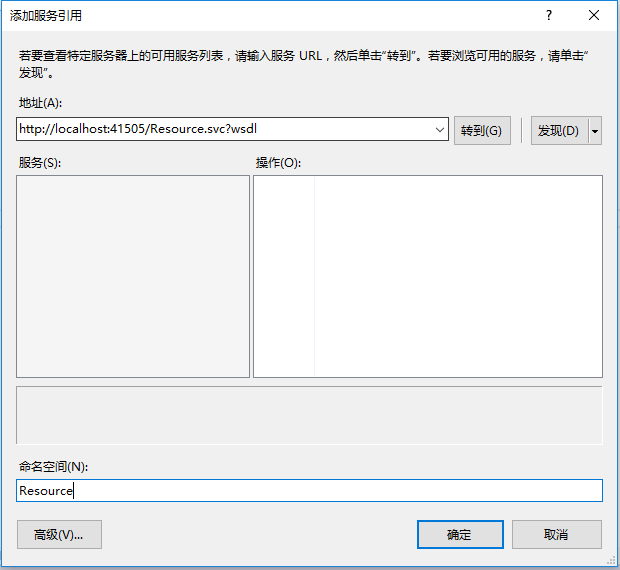 添加服务引用
?
若要查看特定服务器上的可用服务列表，请输入服务 URL，然后单击“转到”。若要浏览可用的服务，请单击“
发现”。
地址(A):
http://localhost:41505/Resource.svc?wsdl 转到(G) 发现(D)
服务(S): 操作(O):
命名空间(N):
Resource
高级(V)... 确定 取消